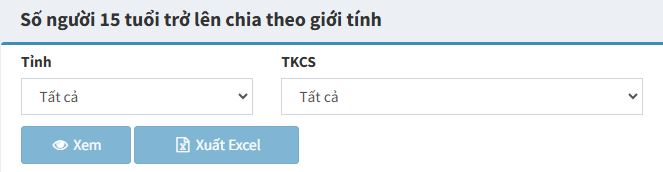 Số người 15 tuổi trở lên chia theo giới tính
Tỉnh TKCS
Tất cả Tất cả
Xem Xuất Excel